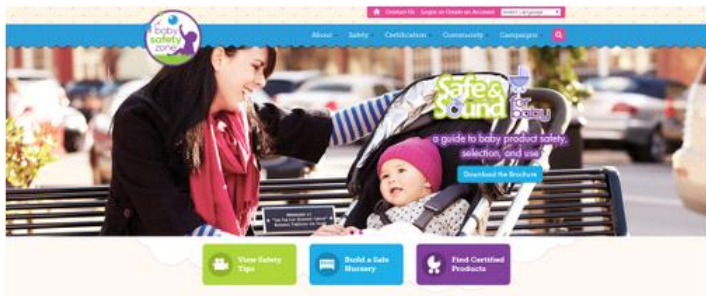 Contact Us Login or Create an Account Select Language
baby
safety
zone
About Safety Certification Community Campaigns
Safe &
Sound
for
baby
a guide to baby product safety,
selection, and use
Download the Brochure
View Safety
Tips
Build a Safe
Nursery
Find Certified
Products